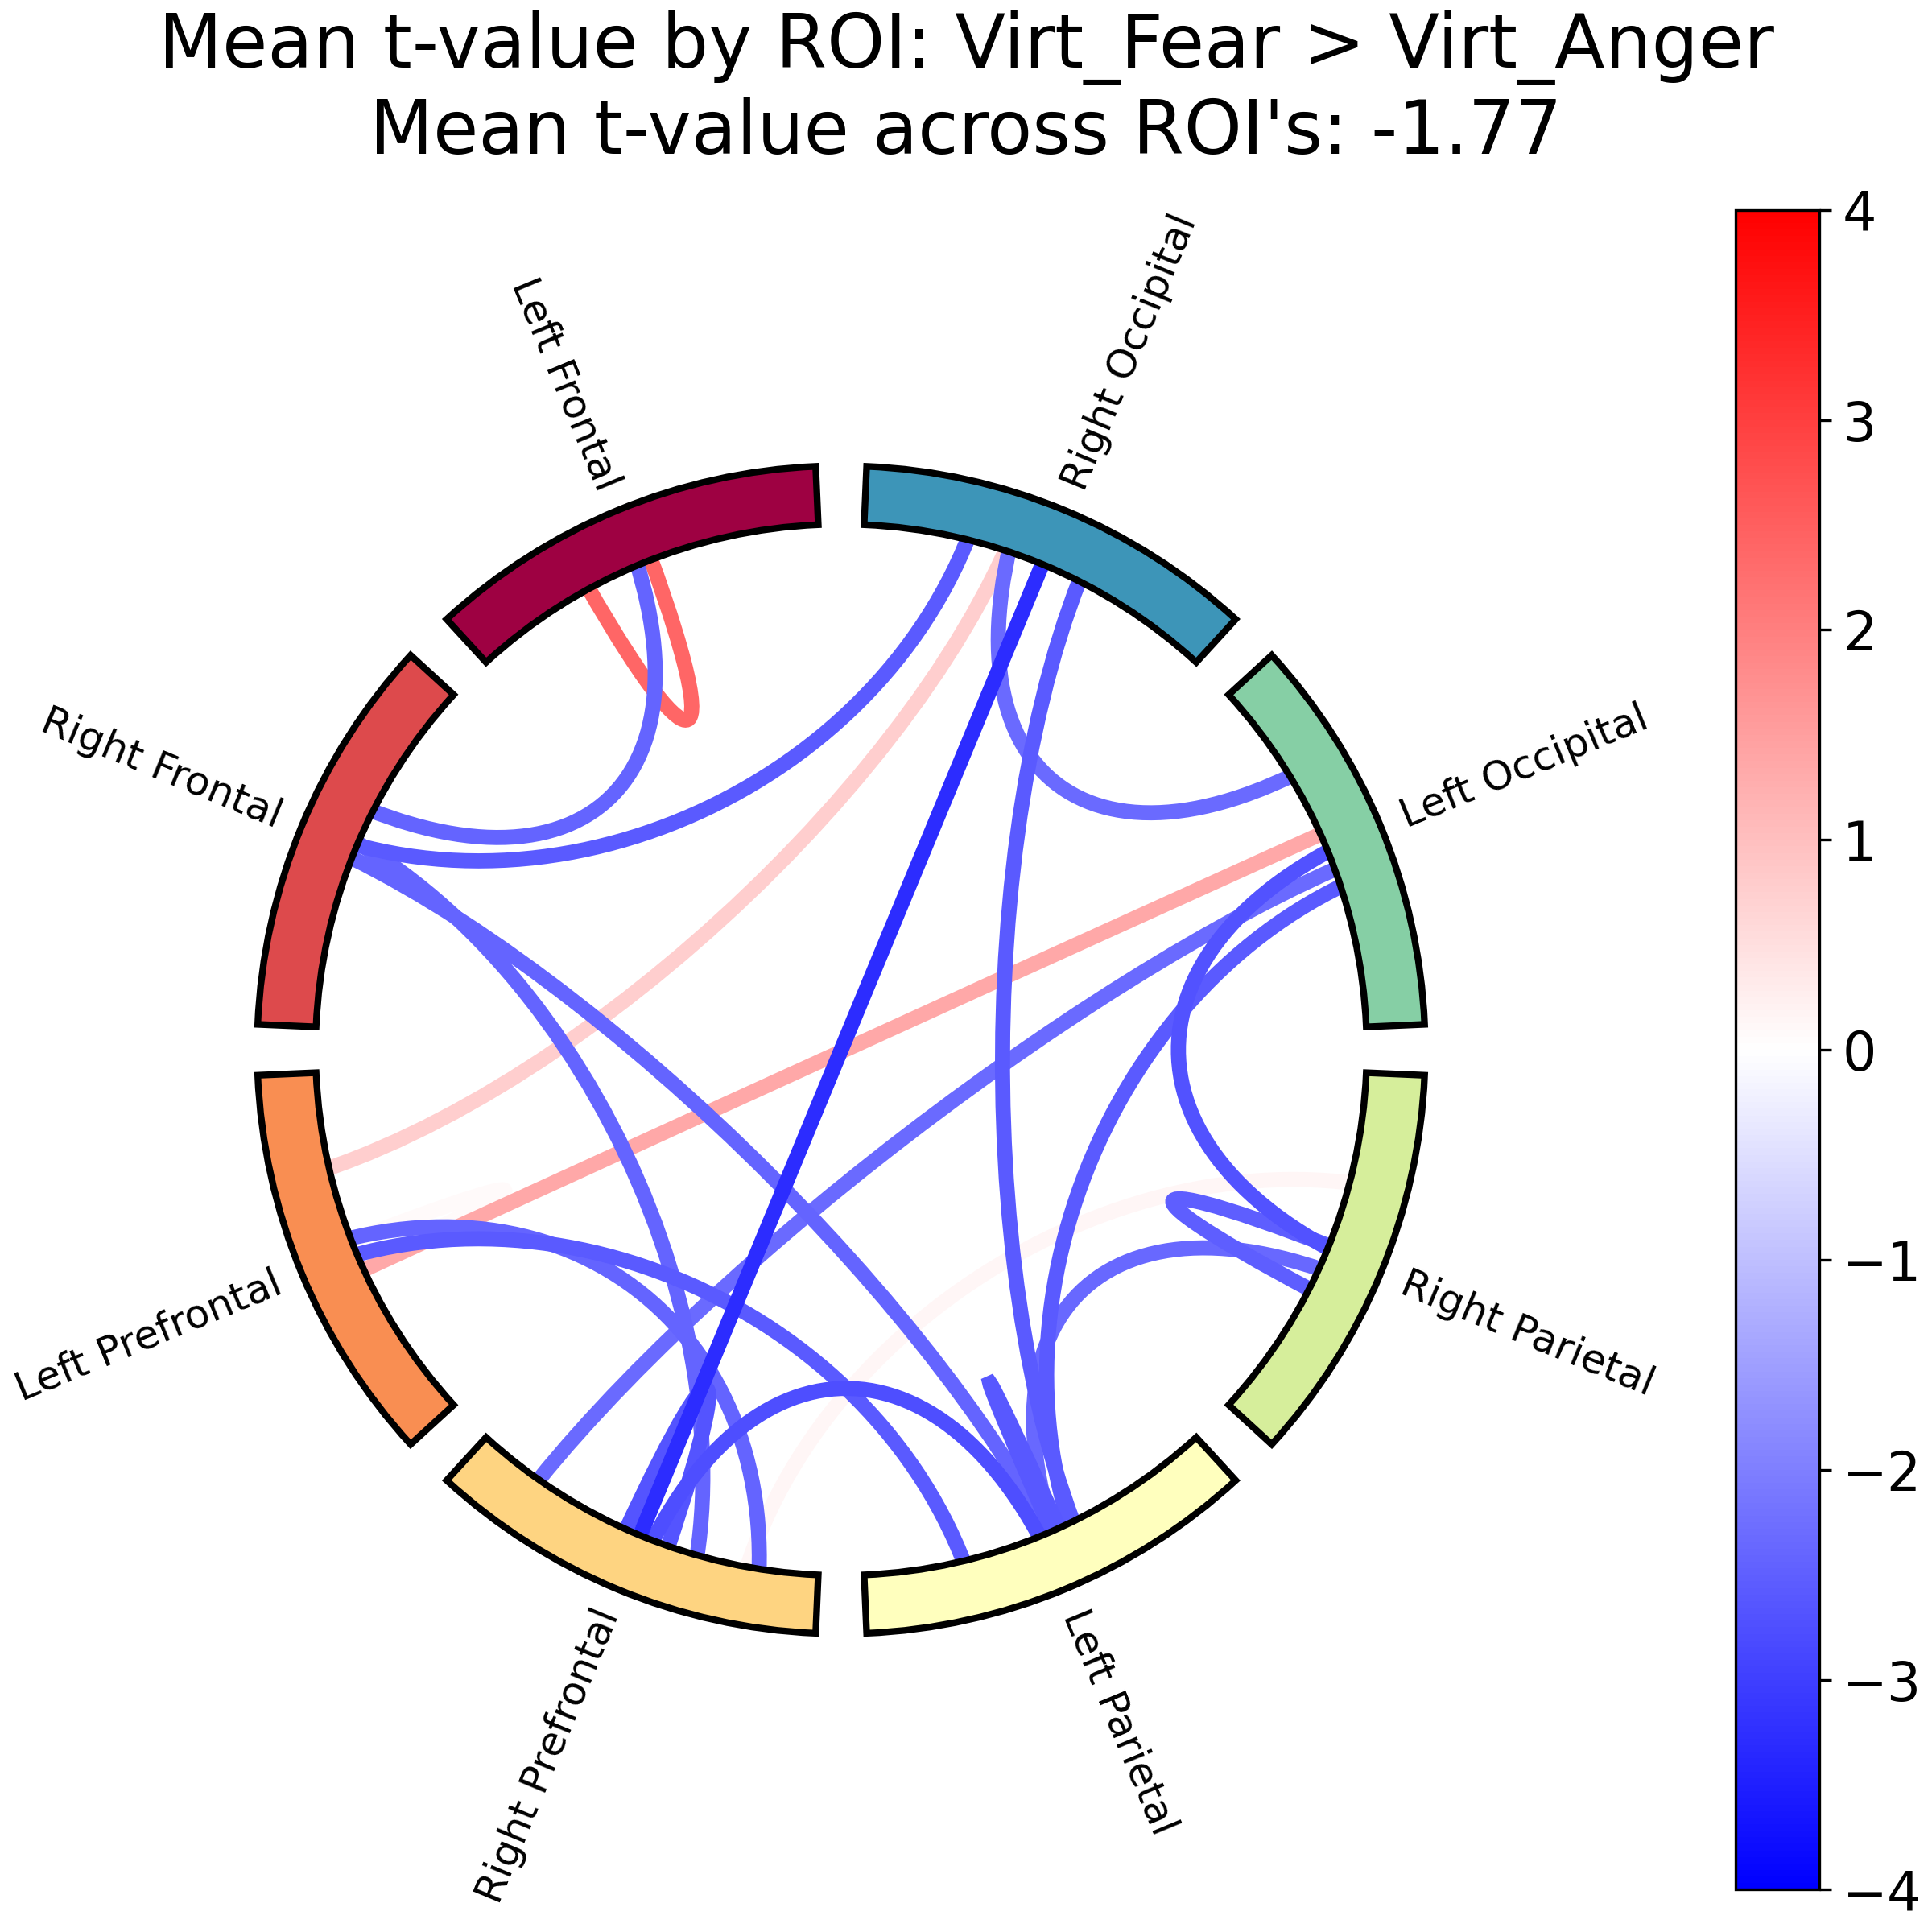 Mean t-value by ROI: Virt_Fear > Virt_Anger
Mean t-value across ROI's: -1.77
Left Frontal
Right Occipital
Right Frontal
Left Occipital
Left Prefrontal
Right Parietal
Right Prefrontal
Left Parietal
4
3
2
1
0
−1
−2
−3
−4